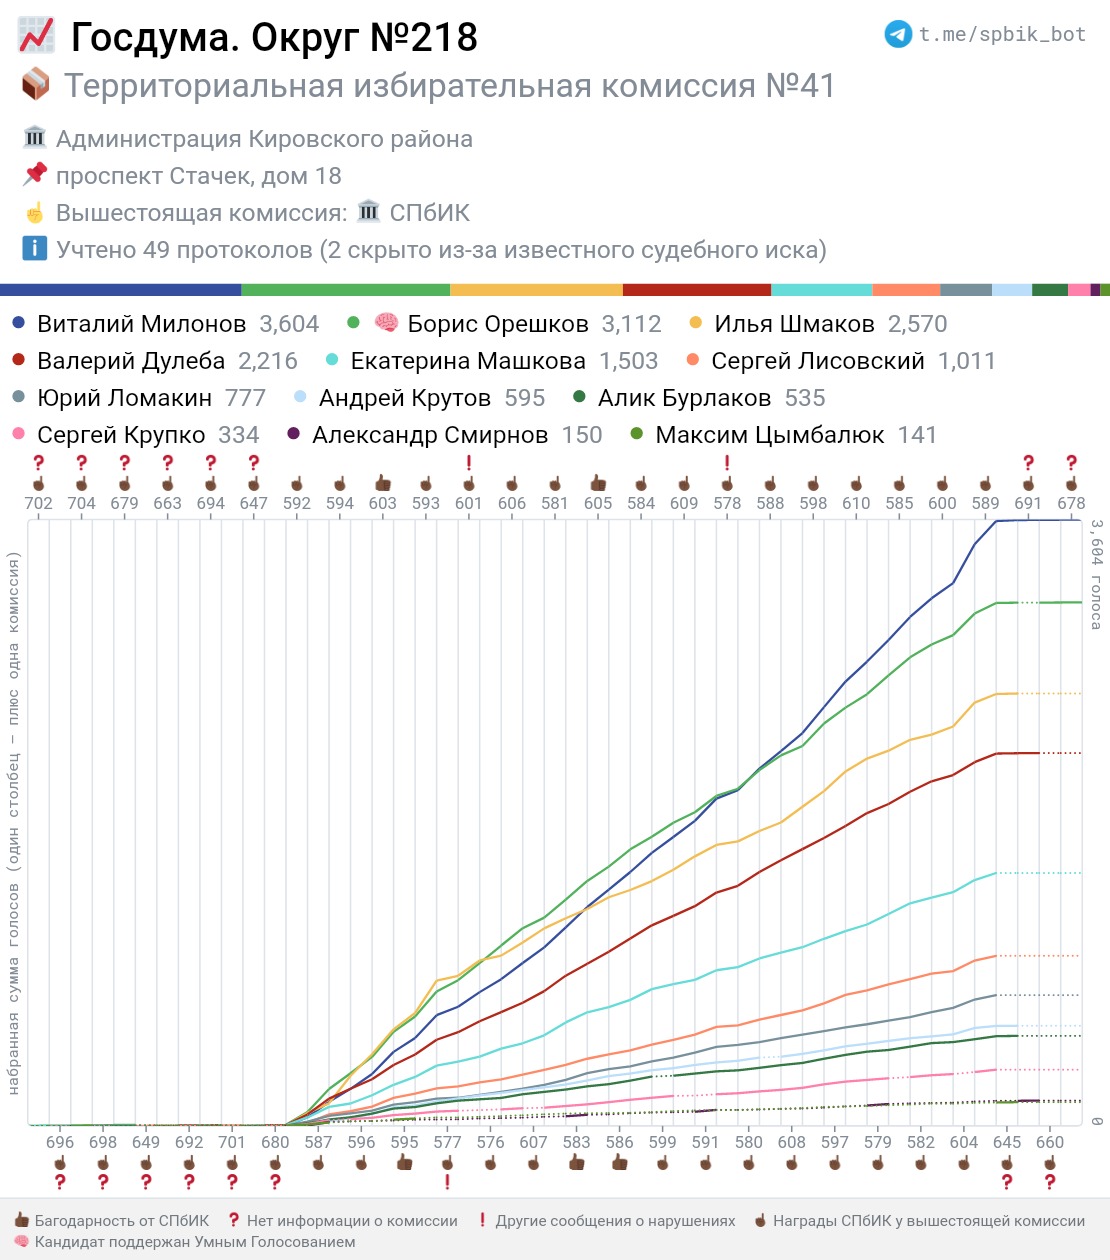 Госдума. Округ №218
t.me/spbik_bot
Территориальная избирательная комиссия №41
Администрация Кировского района
проспект Стачек, дом 18
Вышестоящая комиссия: СПбИК
Учтено 49 протоколов (2 скрыто из-за известного судебного иска)
Виталий Милонов 3,604 Борис Орешков 3,112 Илья Шмаков 2,570
Валерий Дулеба 2,216 Екатерина Машкова 1,503 Сергей Лисовский 1,011
Юрий Ломакин 777 Андрей Крутов 595 Алик Бурлаков 535
Сергей Крупко 334 Александр Смирнов 150 Максим Цымбалюк 141
702 704 679 663 694 647 592 594 603 593 601 606 581 605 584 609 578 588 598 610 585 600 589 691 678
набранная сумма голосов (один столбец – плюс одна комиссия)
3,604 голоса
0
696 698 649 692 701 680 587 596 595 577 576 607 583 586 599 591 580 608 597 579 582 604 645 660
Багодарность от СПбИК ? Нет информации о комиссии ! Другие сообщения о нарушениях Награды СПбИК у вышестоящей комиссии
Кандидат поддержан Умным Голосованием